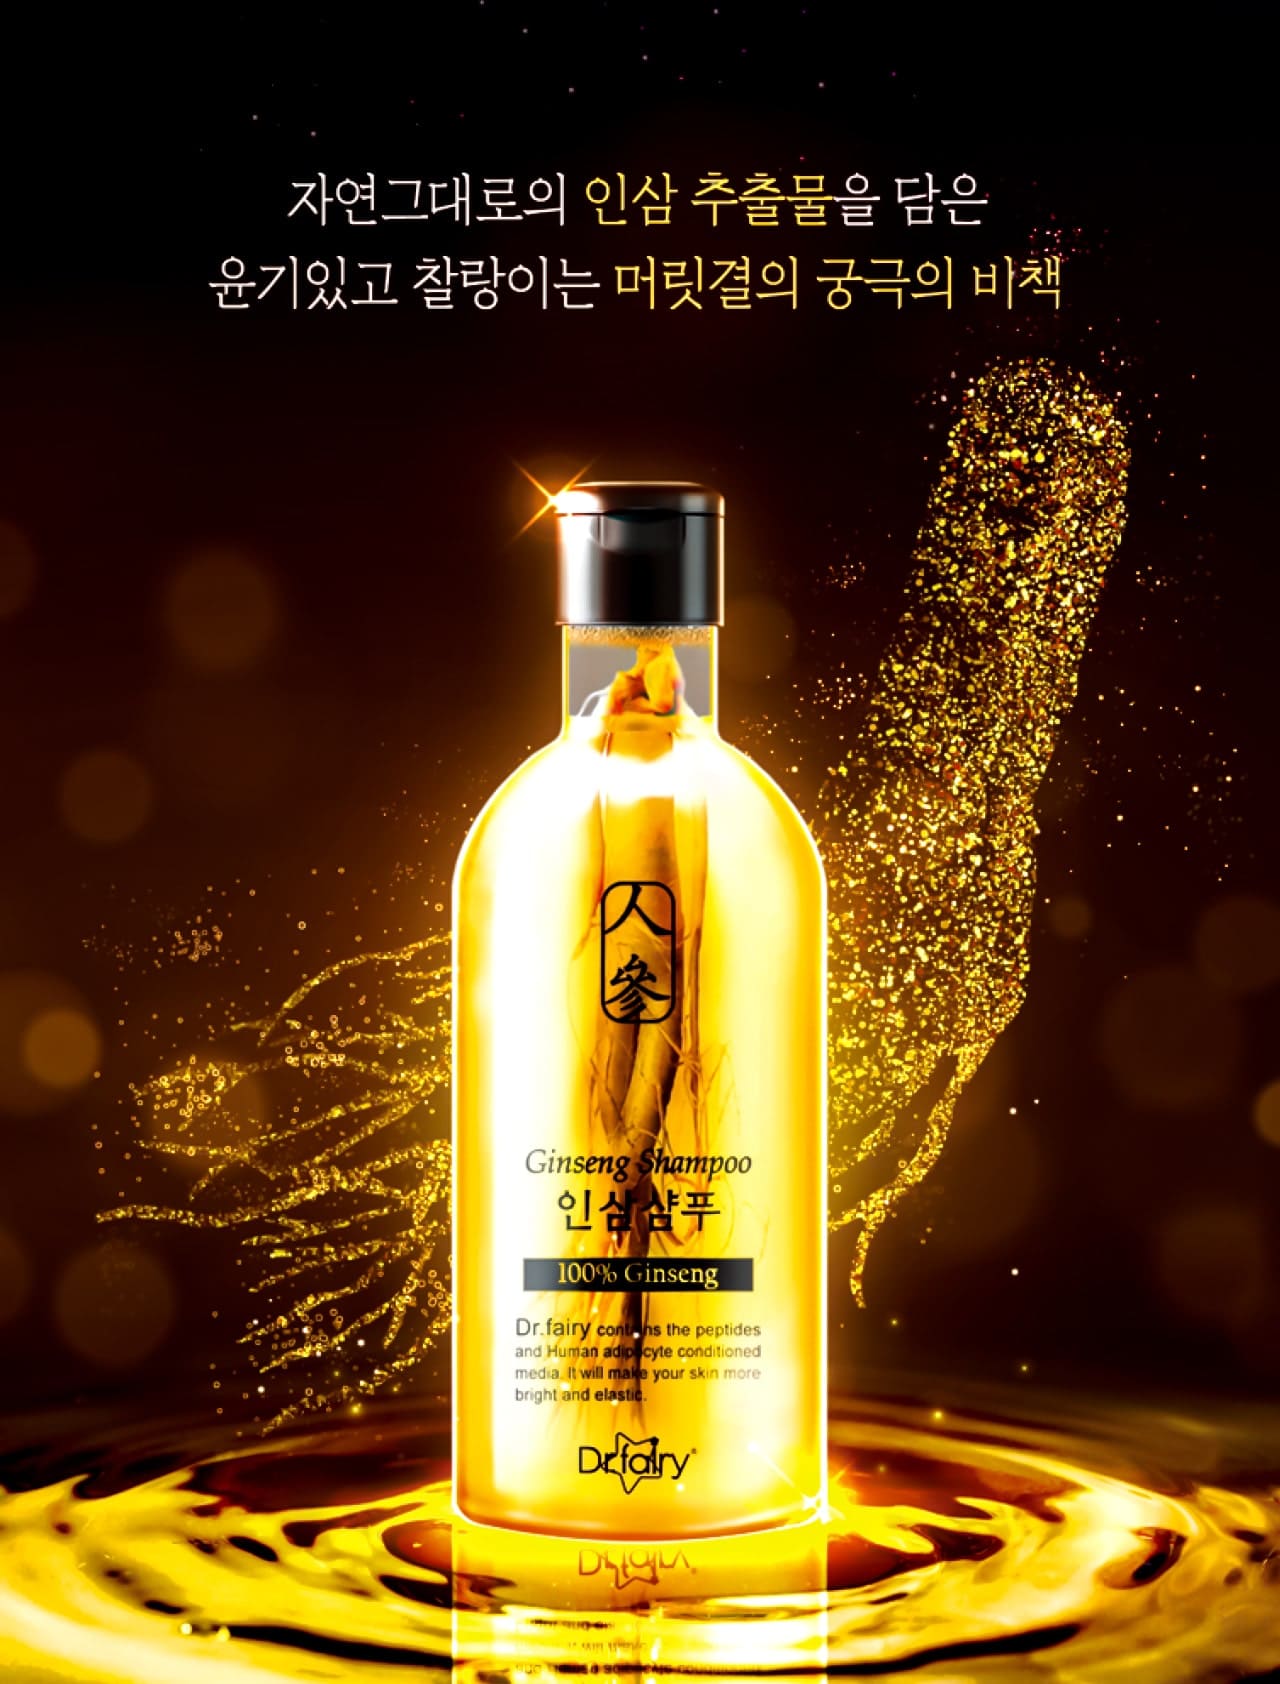 자연그대로의 인삼 추출물을 담은
윤기있고 찰랑이는 머릿결의 궁극의 비책
人
參
Ginseng Shampoo
인삼샴푸
100% Ginseng
Dr.fairy contains the peptides
and Human adipocyte conditioned
media. It will make your skin more
bright and elastic.
Dr.fairy®